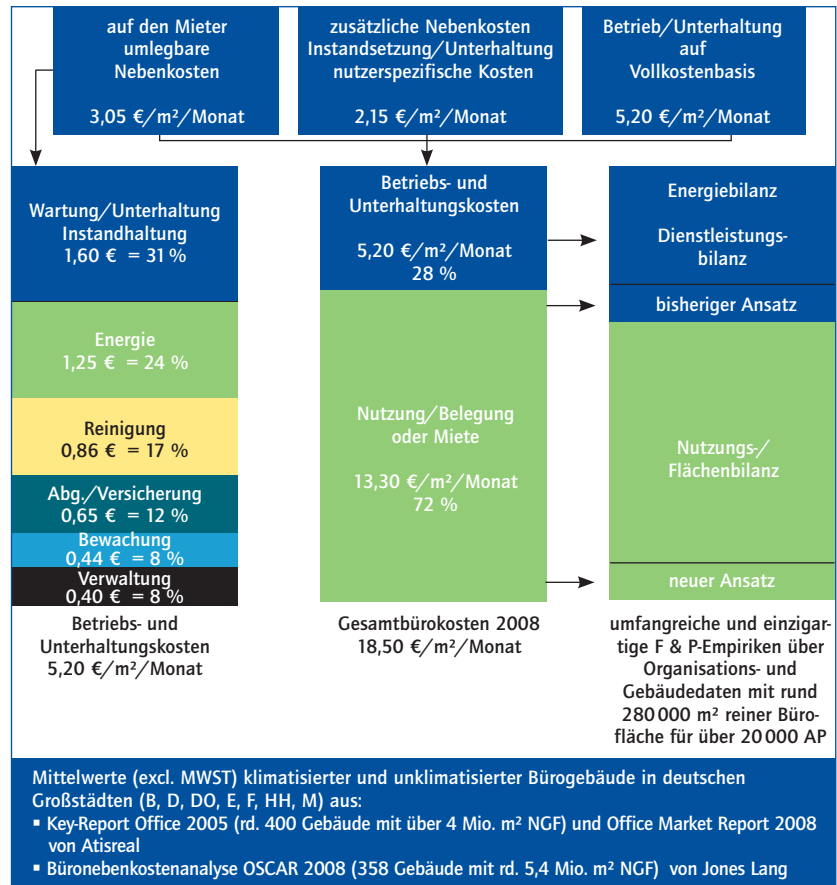 auf den Mieter
umlegbare
Nebenkosten
3,05 €/m²/Monat
zusätzliche Nebenkosten
Instandsetzung/Unterhaltung
nutzerspezifische Kosten
2,15 €/m²/Monat
Betrieb/Unterhaltung
auf
Vollkostenbasis
5,20 €/m²/Monat
Wartung/Unterhaltung
Instandhaltung
1,60 € = 31 %
Energie
1,25 € = 24 %
Reinigung
0,86 € = 17 %
Abg./Versicherung
0,65 € = 12 %
Bewachung
0,44 € = 8 %
Verwaltung
0,40 € = 8 %
Betriebs- und
Unterhaltungskosten
5,20 €/m²/Monat
Betriebs- und
Unterhaltungskosten
5,20 €/m²/Monat
28 %
Nutzung/Belegung
oder Miete
13,30 €/m²/Monat
72 %
Gesamtbürokosten 2008
18,50 €/m²/Monat
Energiebilanz
Dienstleistungs-
bilanz
bisheriger Ansatz
Nutzungs-/
Flächenbilanz
neuer Ansatz
umfangreiche und einzigar-
tige F & P-Empiriken über
Organisations- und
Gebäudedaten mit rund
280 000 m² reiner Büro-
fläche für über 20 000 AP
Mittelwerte (excl. MWST) klimatisierter und unklimatisierter Bürogebäude in deutschen
Großstädten (B, D, DO, E, F, HH, M) aus:
▪ Key-Report Office 2005 (rd. 400 Gebäude mit über 4 Mio. m² NGF) und Office Market Report 2008
von Atisreal
▪ Büronebenkostenanalyse OSCAR 2008 (358 Gebäude mit rd. 5,4 Mio. m² NGF) von Jones Lang